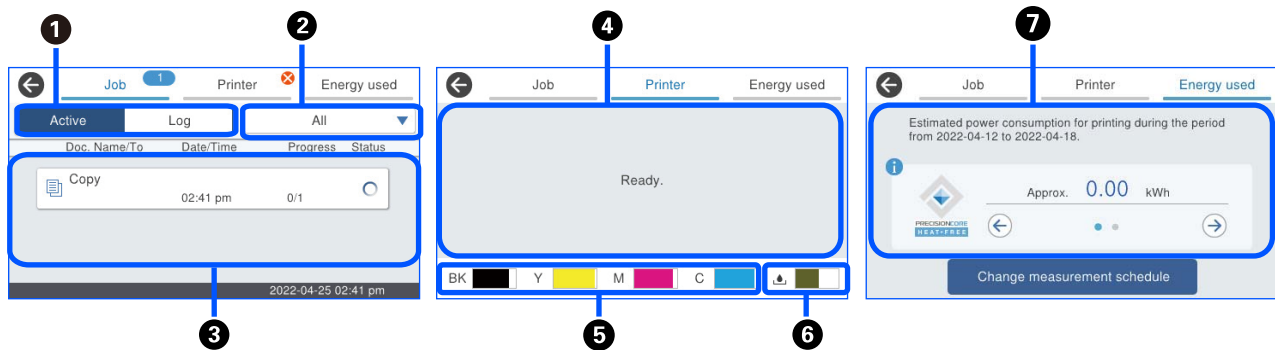 1
2
4
7
Job 1 Printer Energy used
Active Log All
Doc. Name/To Date/Time Progress Status
Copy
02:41 pm 0/1
2022-04-25 02:41 pm
3
Job Printer Energy used
Ready.
BK Y M C
5
6
Job Printer Energy used
Estimated power consumption for printing during the period
from 2022-04-12 to 2022-04-18.
i
Approx. 0.00 kWh
PRECISIONCORE
HEAT-FREE
Change measurement schedule